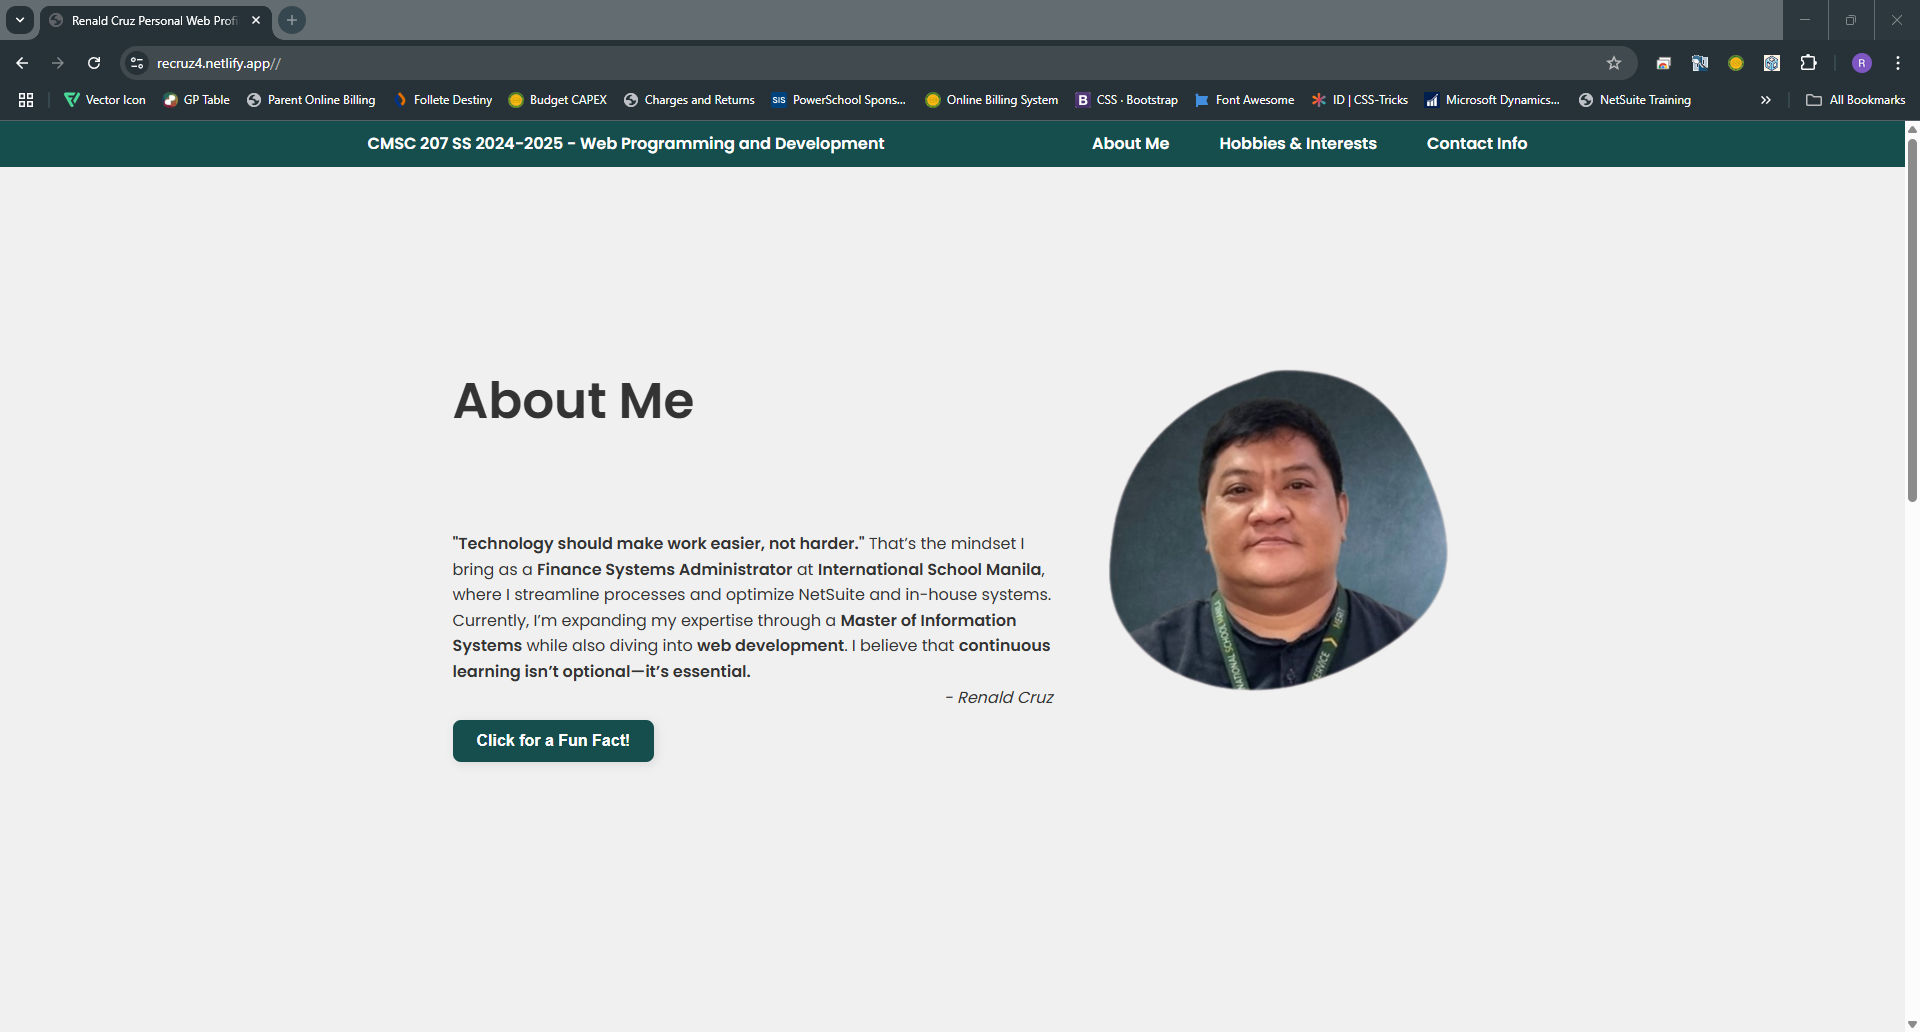 Renald Cruz Personal Web Profi
recruz4.netlify.app//
R
Vector Icon
GP Table
Parent Online Billing
Follete Destiny
Budget CAPEX
Charges and Returns
SIS
PowerSchool Spons...
Online Billing System
B
CSS · Bootstrap
Font Awesome
ID | CSS-Tricks
Microsoft Dynamics...
NetSuite Training
All Bookmarks
CMSC 207 SS 2024-2025 - Web Programming and Development
About Me
Hobbies & Interests
Contact Info
About Me
"Technology should make work easier, not harder." That’s the mindset I
bring as a Finance Systems Administrator at International School Manila,
where I streamline processes and optimize NetSuite and in-house systems.
Currently, I’m expanding my expertise through a Master of Information
Systems while also diving into web development. I believe that continuous
learning isn’t optional—it’s essential.
- Renald Cruz
Click for a Fun Fact!
NATIONAL SCHOOL MANILA
SERVICE
MERIT